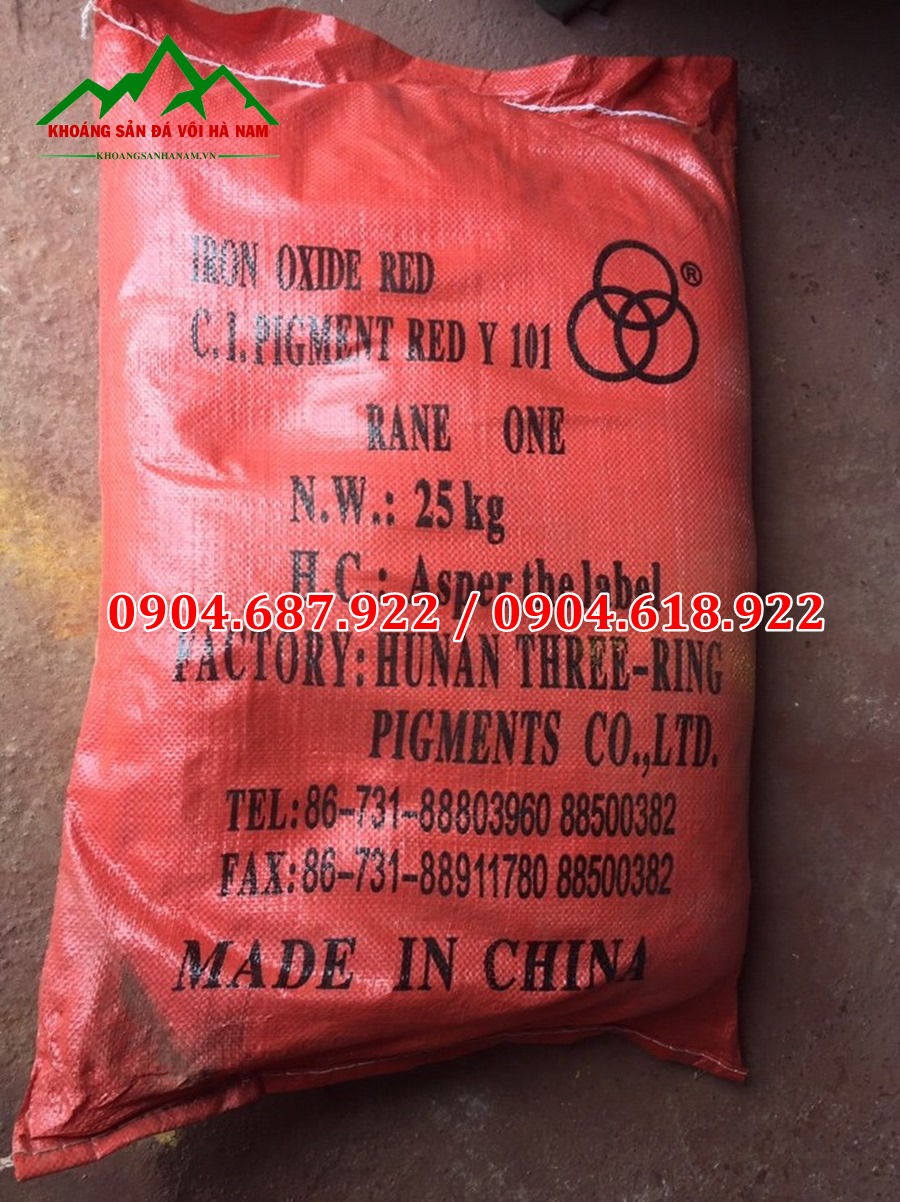 KHOÁNG SẢN ĐÁ VÔI HÀ NAM
KHOANGSANHANAM.VN
IRON OXIDE RED
®
C.I.PIGMENT RED Y 101
RANE ONE
N.W.: 25kg
H.C.: Asper the label
0904.687.922 / 0904.618.922
FACTORY: HUNAN THREE-RING
PIGMENTS CO.,LTD.
TEL:86-731-88803960 88500382
FAX:86-731-88911780 88500382
MADE IN CHINA